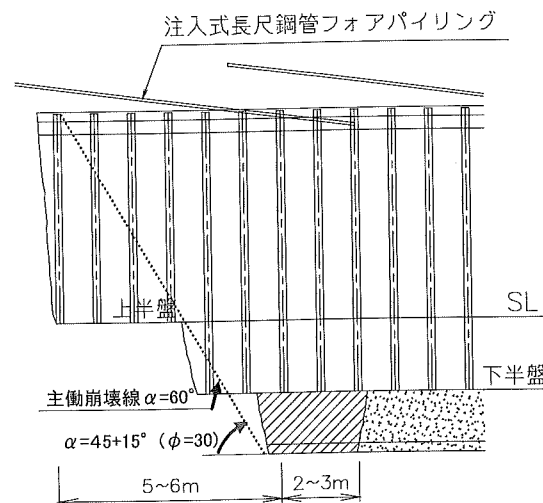 注入式長尺鋼管フォアパイリング
上半盤
SL
下半盤
主働崩壊線α=60°
α=45+15° (φ=30)
5~6m
2~3m